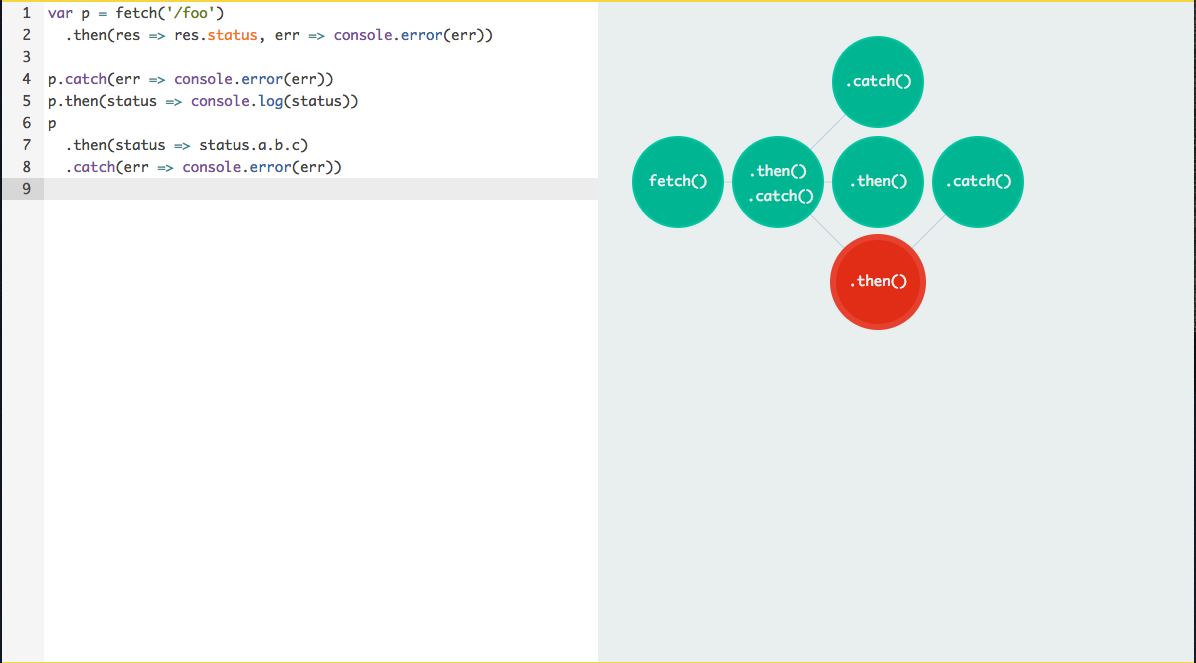 1 var p = fetch('/foo')
2   .then(res => res.status, err => console.error(err))
3
4 p.catch(err => console.error(err))
5 p.then(status => console.log(status))
6 p
7   .then(status => status.a.b.c)
8   .catch(err => console.error(err))
9
.catch()
fetch()
.then()
.catch()
.then()
.catch()
.then()